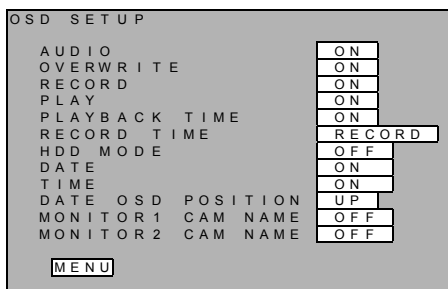 OSD SETUP
AUDIO ON
OVERWRITE ON
RECORD ON
PLAY ON
PLAYBACK TIME ON
RECORD TIME RECORD
HDD MODE OFF
DATE ON
TIME ON
DATE OSD POSITION UP
MONITOR1 CAM NAME OFF
MONITOR2 CAM NAME OFF
MENU